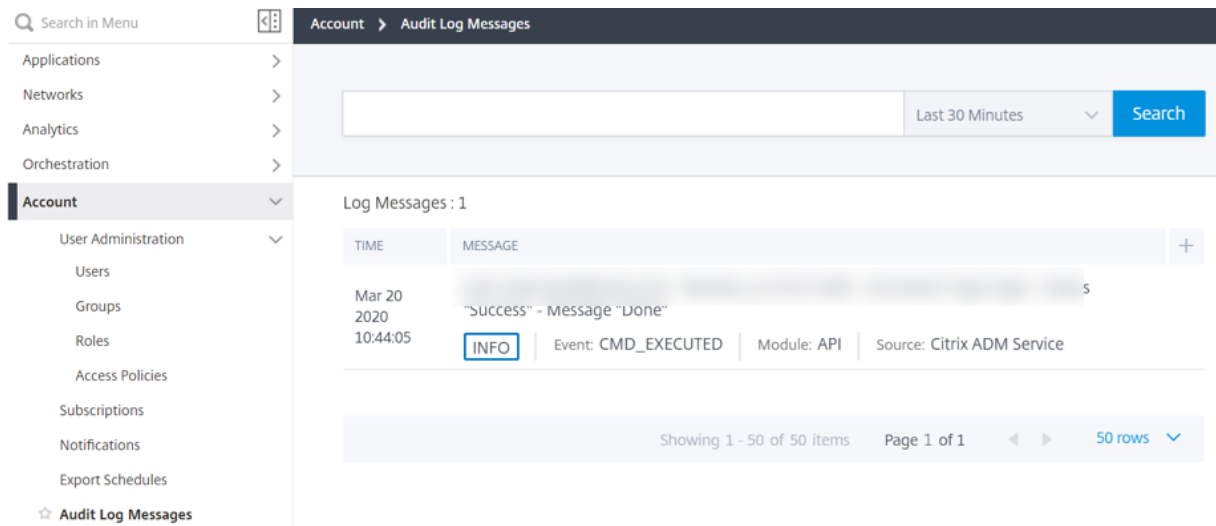 Search in Menu
Applications
Networks
Analytics
Orchestration
Account
User Administration
Users
Groups
Roles
Access Policies
Subscriptions
Notifications
Export Schedules
Audit Log Messages
Account > Audit Log Messages
Last 30 Minutes
Search
Log Messages : 1
TIME MESSAGE
Mar 20
2020
10:44:05
s
"Success" - Message "Done"
INFO Event: CMD_EXECUTED Module: API Source: Citrix ADM Service
Showing 1 - 50 of 50 items Page 1 of 1 50 rows